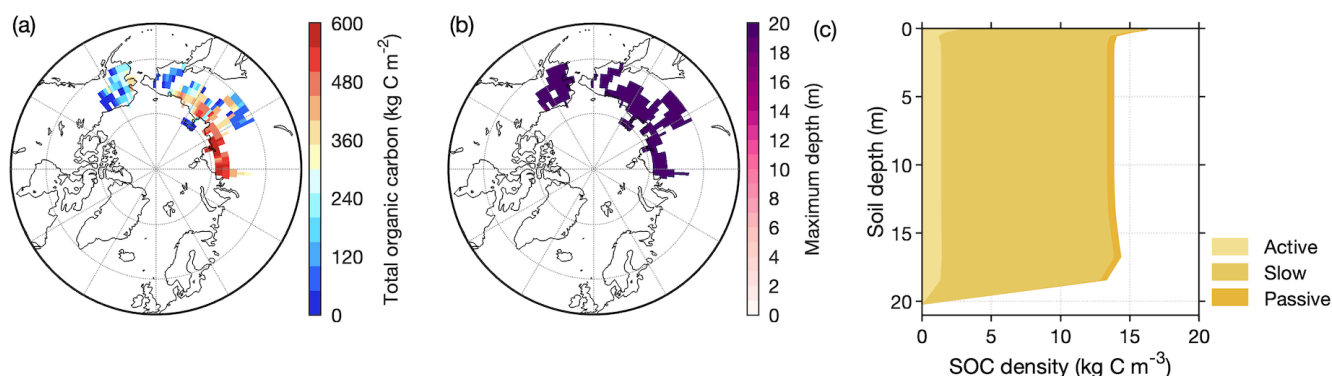 (a)
600
480
360
240
120
0
Total organic carbon (kg C m⁻²)
(b)
20
18
16
14
12
10
8
6
4
2
0
Maximum depth (m)
(c)
0
5
10
15
20
Soil depth (m)
0 5 10 15 20
SOC density (kg C m⁻³)
Active
Slow
Passive